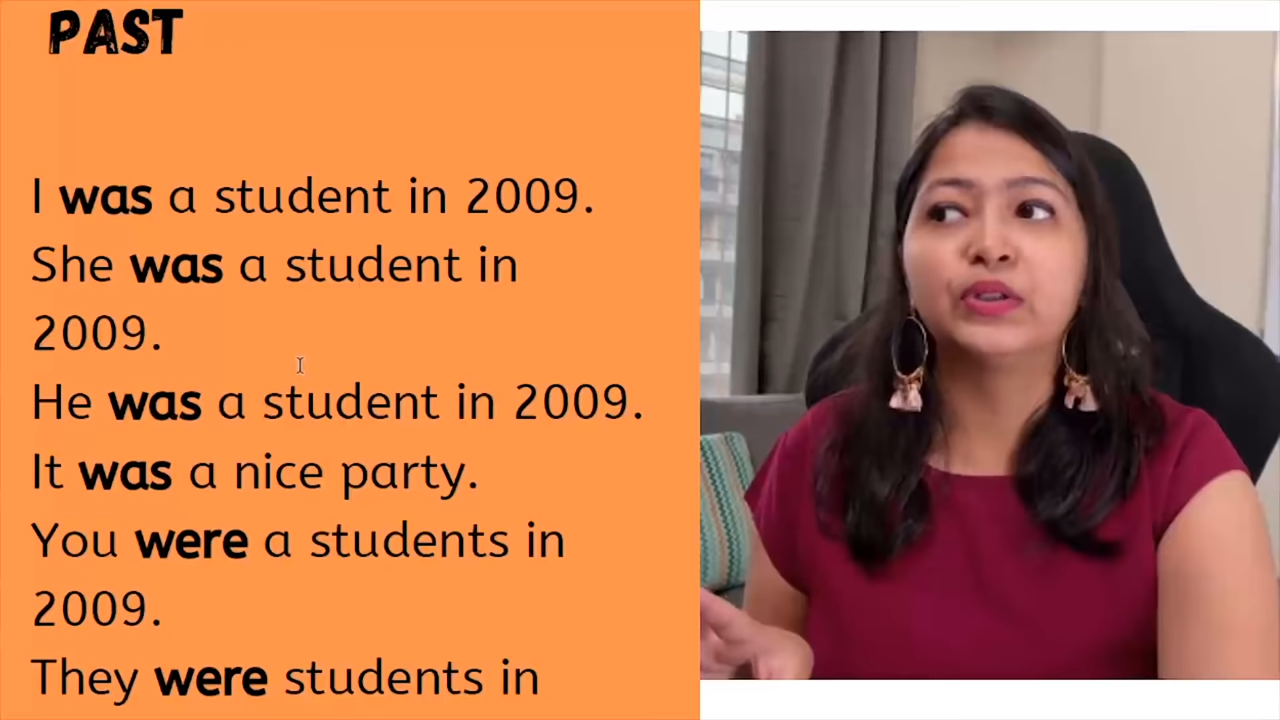 PAST
I was a student in 2009.
She was a student in
2009.
He was a student in 2009.
It was a nice party.
You were a students in
2009.
They were students in